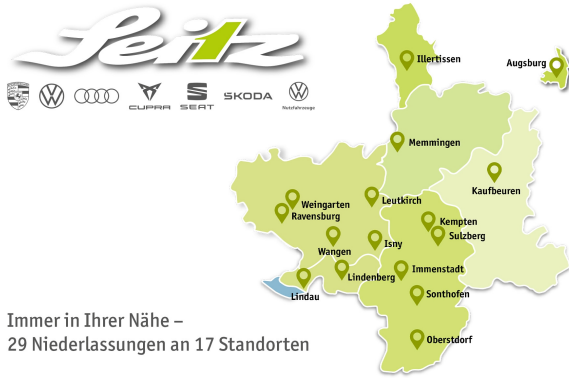 Seitz
CUPRA
SEAT
SKODA
Nutzfahrzeuge
Illertissen
Augsburg
Memmingen
Kaufbeuren
Leutkirch
Weingarten
Ravensburg
Kempten
Sulzberg
Wangen
Isny
Immenstadt
Lindenberg
Lindau
Sonthofen
Oberstdorf
Immer in Ihrer Nähe –
29 Niederlassungen an 17 Standorten